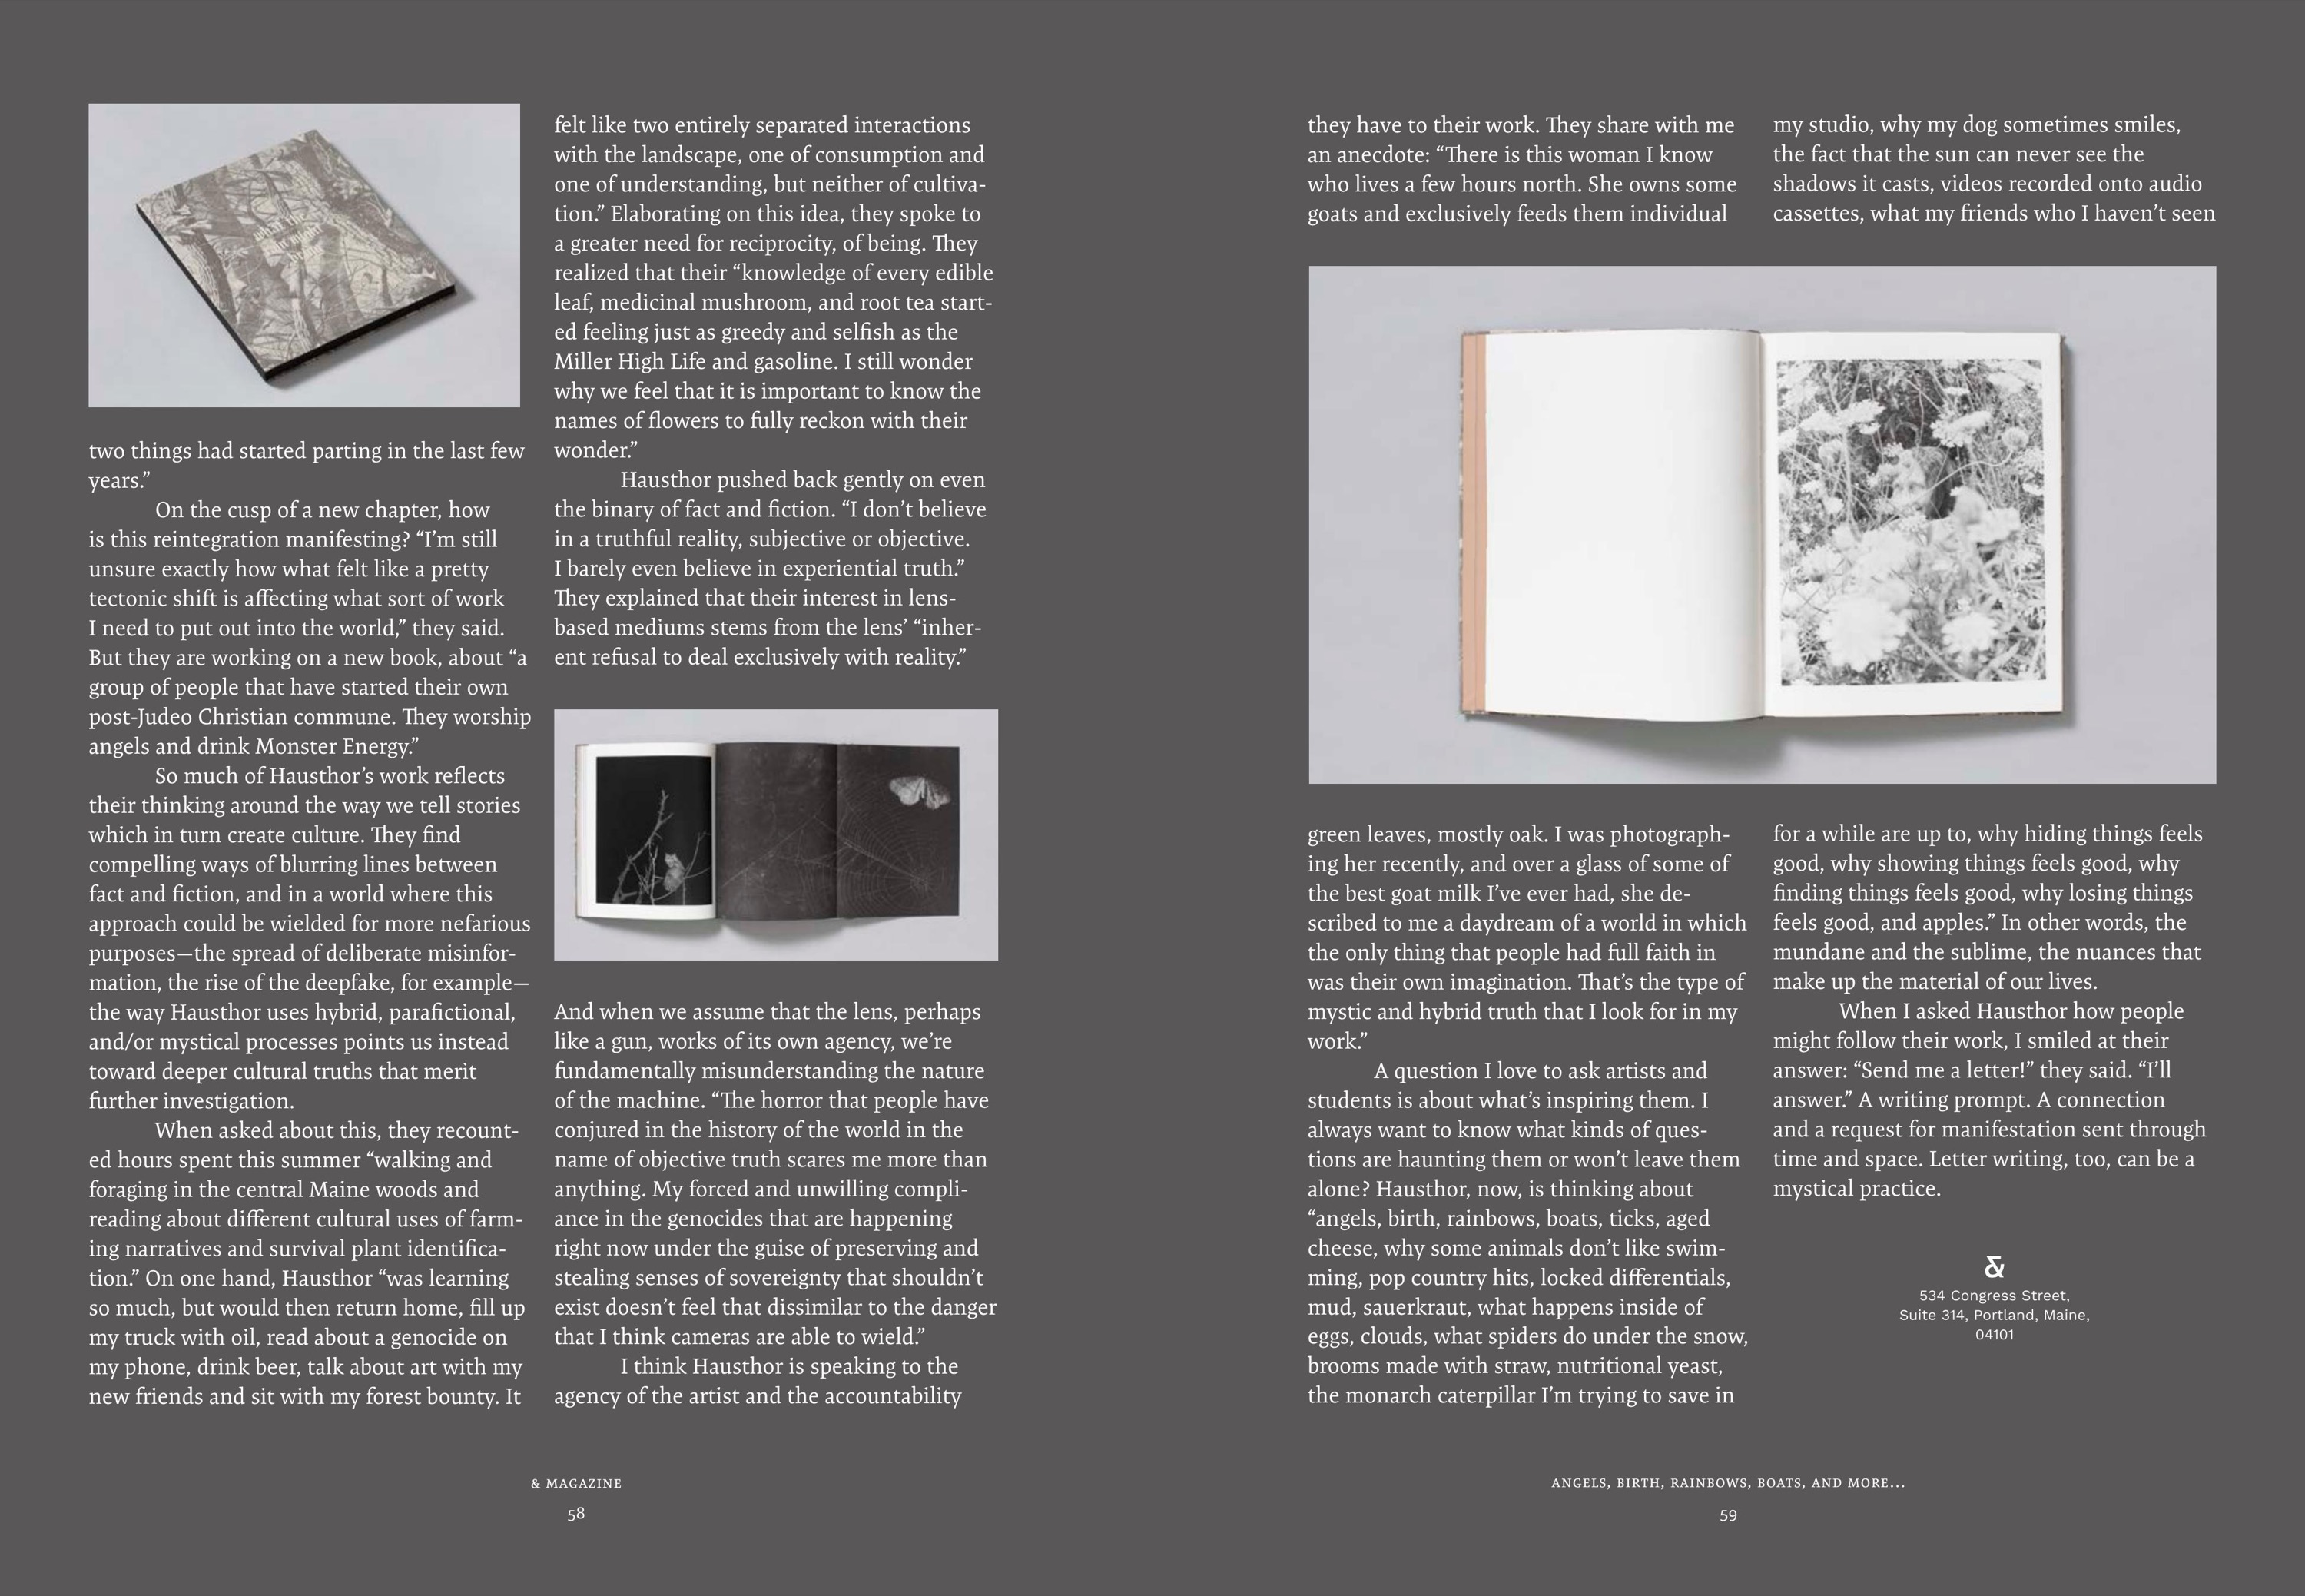 two things had started parting in the last few
years.”
On the cusp of a new chapter, how
is this reintegration manifesting? “I’m still
unsure exactly how what felt like a pretty
tectonic shift is affecting what sort of work
I need to put out into the world,” they said.
But they are working on a new book, about “a
group of people that have started their own
post-Judeo Christian commune. They worship
angels and drink Monster Energy.”
So much of Hausthor’s work reflects
their thinking around the way we tell stories
which in turn create culture. They find
compelling ways of blurring lines between
fact and fiction, and in a world where this
approach could be wielded for more nefarious
purposes—the spread of deliberate misinfor-
mation, the rise of the deepfake, for example—
the way Hausthor uses hybrid, parafictional,
and/or mystical processes points us instead
toward deeper cultural truths that merit
further investigation.
When asked about this, they recount-
ed hours spent this summer “walking and
foraging in the central Maine woods and
reading about different cultural uses of farm-
ing narratives and survival plant identifica-
tion.” On one hand, Hausthor “was learning
so much, but would then return home, fill up
my truck with oil, read about a genocide on
my phone, drink beer, talk about art with my
new friends and sit with my forest bounty. It
felt like two entirely separated interactions
with the landscape, one of consumption and
one of understanding, but neither of cultiva-
tion.” Elaborating on this idea, they spoke to
a greater need for reciprocity, of being. They
realized that their “knowledge of every edible
leaf, medicinal mushroom, and root tea start-
ed feeling just as greedy and selfish as the
Miller High Life and gasoline. I still wonder
why we feel that it is important to know the
names of flowers to fully reckon with their
wonder.”
Hausthor pushed back gently on even
the binary of fact and fiction. “I don’t believe
in a truthful reality, subjective or objective.
I barely even believe in experiential truth.”
They explained that their interest in lens-
based mediums stems from the lens’ “inher-
ent refusal to deal exclusively with reality.”
And when we assume that the lens, perhaps
like a gun, works of its own agency, we’re
fundamentally misunderstanding the nature
of the machine. “The horror that people have
conjured in the history of the world in the
name of objective truth scares me more than
anything. My forced and unwilling compli-
ance in the genocides that are happening
right now under the guise of preserving and
stealing senses of sovereignty that shouldn’t
exist doesn’t feel that dissimilar to the danger
that I think cameras are able to wield.”
I think Hausthor is speaking to the
agency of the artist and the accountability
& MAGAZINE
58
they have to their work. They share with me
an anecdote: “There is this woman I know
who lives a few hours north. She owns some
goats and exclusively feeds them individual
green leaves, mostly oak. I was photograph-
ing her recently, and over a glass of some of
the best goat milk I’ve ever had, she de-
scribed to me a daydream of a world in which
the only thing that people had full faith in
was their own imagination. That’s the type of
mystic and hybrid truth that I look for in my
work.”
A question I love to ask artists and
students is about what’s inspiring them. I
always want to know what kinds of ques-
tions are haunting them or won’t leave them
alone? Hausthor, now, is thinking about
“angels, birth, rainbows, boats, ticks, aged
cheese, why some animals don’t like swim-
ming, pop country hits, locked differentials,
mud, sauerkraut, what happens inside of
eggs, clouds, what spiders do under the snow,
brooms made with straw, nutritional yeast,
the monarch caterpillar I’m trying to save in
my studio, why my dog sometimes smiles,
the fact that the sun can never see the
shadows it casts, videos recorded onto audio
cassettes, what my friends who I haven’t seen
for a while are up to, why hiding things feels
good, why showing things feels good, why
finding things feels good, why losing things
feels good, and apples.” In other words, the
mundane and the sublime, the nuances that
make up the material of our lives.
When I asked Hausthor how people
might follow their work, I smiled at their
answer: “Send me a letter!” they said. “I’ll
answer.” A writing prompt. A connection
and a request for manifestation sent through
time and space. Letter writing, too, can be a
mystical practice.
&
534 Congress Street,
Suite 314, Portland, Maine,
04101
ANGELS, BIRTH, RAINBOWS, BOATS, AND MORE...
59